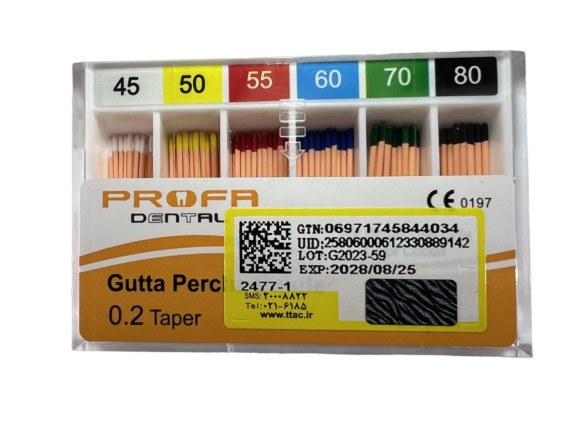 45 50 55 60 70 80
PROFA
DENTAL
CE 0197
GTN:06971745844034
UID:25806000612330889142
LOT:G2023-59
EXP:2028/08/25
2477-1
SMS:۲۰۰۰۸۸۲۲
Tel:۰۲۱-۶۱۸۵
www.ttac.ir
Gutta Perc
0.2 Taper